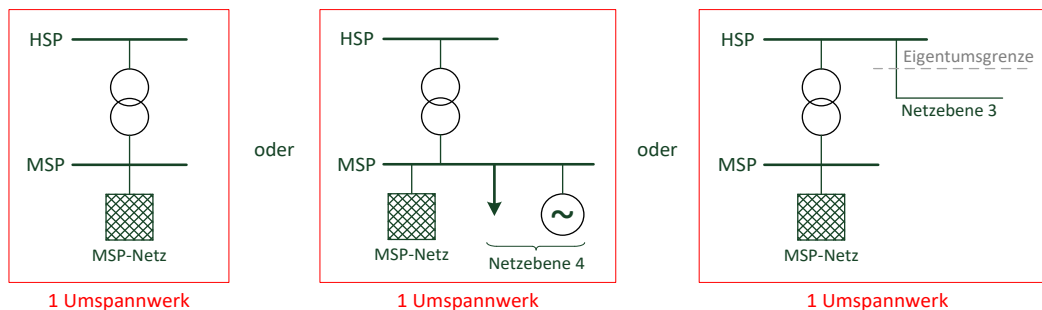 HSP
MSP
MSP-Netz
1 Umspannwerk
oder
HSP
MSP
~
MSP-Netz
Netzebene 4
1 Umspannwerk
oder
HSP
Eigentumsgrenze
Netzebene 3
MSP
MSP-Netz
1 Umspannwerk